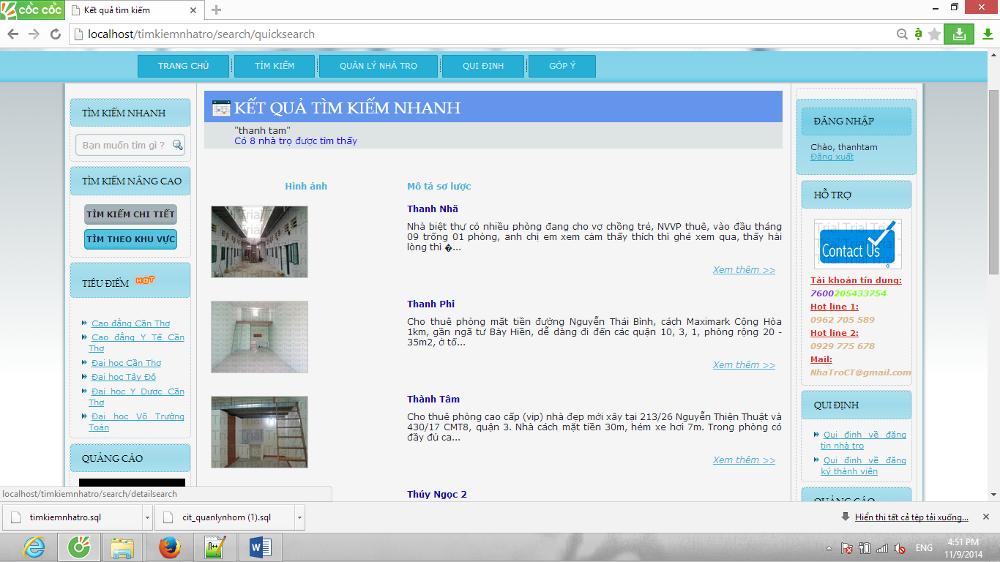 cốc cốc
Kết quả tìm kiếm
localhost/timkiemnhatro/search/quicksearch
TRANG CHỦ
TÌM KIẾM
QUẢN LÝ NHÀ TRỌ
QUI ĐỊNH
GÓP Ý
TÌM KIẾM NHANH
Bạn muốn tìm gì ?
TÌM KIẾM NÂNG CAO
TÌM KIẾM CHI TIẾT
TÌM THEO KHU VỰC
TIÊU ĐIỂM HOT
Cao đẳng Cần Thơ
Cao đẳng Y Tế Cần
Thơ
Đại học Cần Thơ
Đại học Tây Đô
Đại học Y Dược Cần
Thơ
Đại học Võ Trường
Toản
QUẢNG CÁO
KẾT QUẢ TÌM KIẾM NHANH
"thanh tam"
Có 8 nhà trọ được tìm thấy
Hình ảnh
Mô tả sơ lược
Thanh Nhã
Nhà biệt thự có nhiều phòng đang cho vợ chồng trẻ, NVVP thuê, vào đầu tháng
09 trống 01 phòng, anh chị em xem cảm thấy thích thì ghé xem qua, thấy hài
lòng thì �...
Xem thêm >>
Thanh Phi
Cho thuê phòng mặt tiền đường Nguyễn Thái Bình, cách Maximark Cộng Hòa
1km, gần ngã tư Bảy Hiền, dễ dàng đi đến các quận 10, 3, 1, phòng rộng 20 -
35m2, ở tố...
Xem thêm >>
Thành Tâm
Cho thuê phòng cao cấp (vip) nhà đẹp mới xây tại 213/26 Nguyễn Thiện Thuật và
430/17 CMT8, quận 3. Nhà cách mặt tiền 30m, hẻm xe hơi 7m. Trong phòng có
đầy đủ ca...
Xem thêm >>
Thúy Ngọc 2
ĐĂNG NHẬP
Chào, thanhtam
Đăng xuất
HỖ TRỢ
Trial Trial Trial
Contact Us
Tài khoản tín dụng:
7600205433754
Hot line 1:
0962 705 589
Hot line 2:
0929 775 678
Mail:
NhaTroCT@gmail.com
QUI ĐỊNH
Qui định về đăng
tin nhà trọ
Qui định về đăng
ký thành viên
QUẢNG CÁO
localhost/timkiemnhatro/search/detailsearch
timkiemnhatro.sql
cit_quanlynhom (1).sql
Hiển thị tất cả tệp tải xuống...
ENG
4:51 PM
11/9/2014